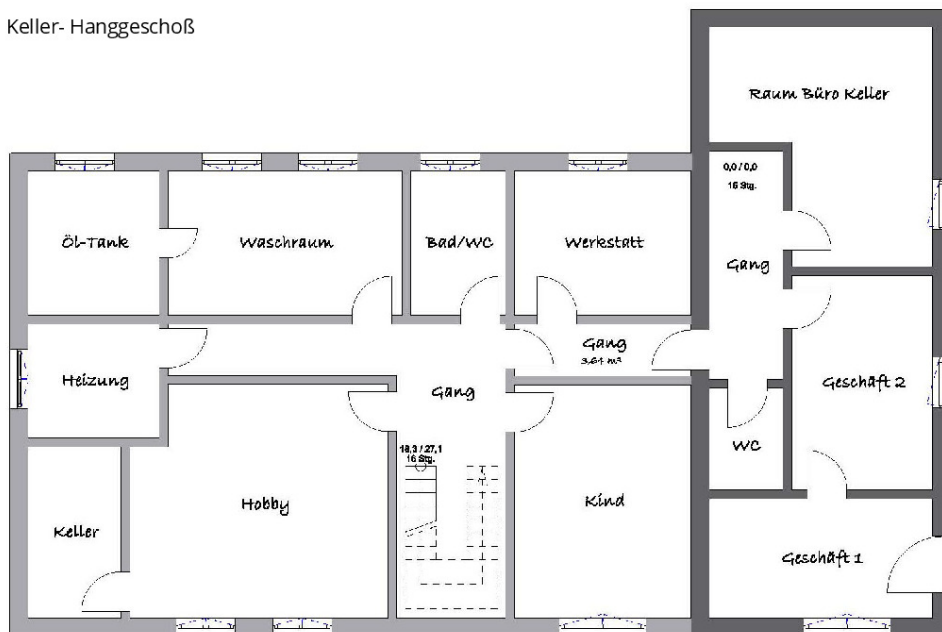 Keller- Hanggeschoß
Raum Büro Keller
0,0 / 0,0
16 Stg.
Öl-Tank
Waschraum
Bad/WC
Werkstatt
Gang
Gang
3.64 m²
Heizung
Gang
Geschäft 2
18,3 / 27,1
16 Stg.
WC
Keller
Hobby
Kind
Geschäft 1